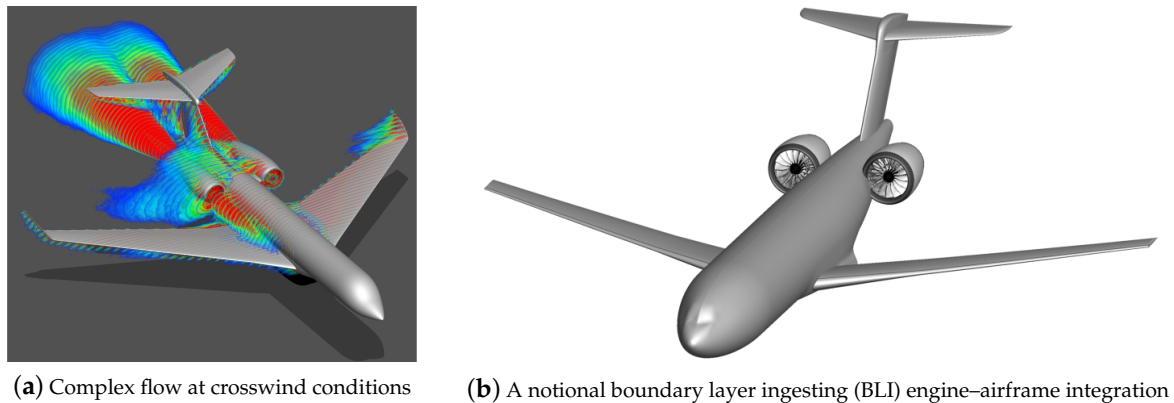 (a) Complex flow at crosswind conditions
(b) A notional boundary layer ingesting (BLI) engine–airframe integration